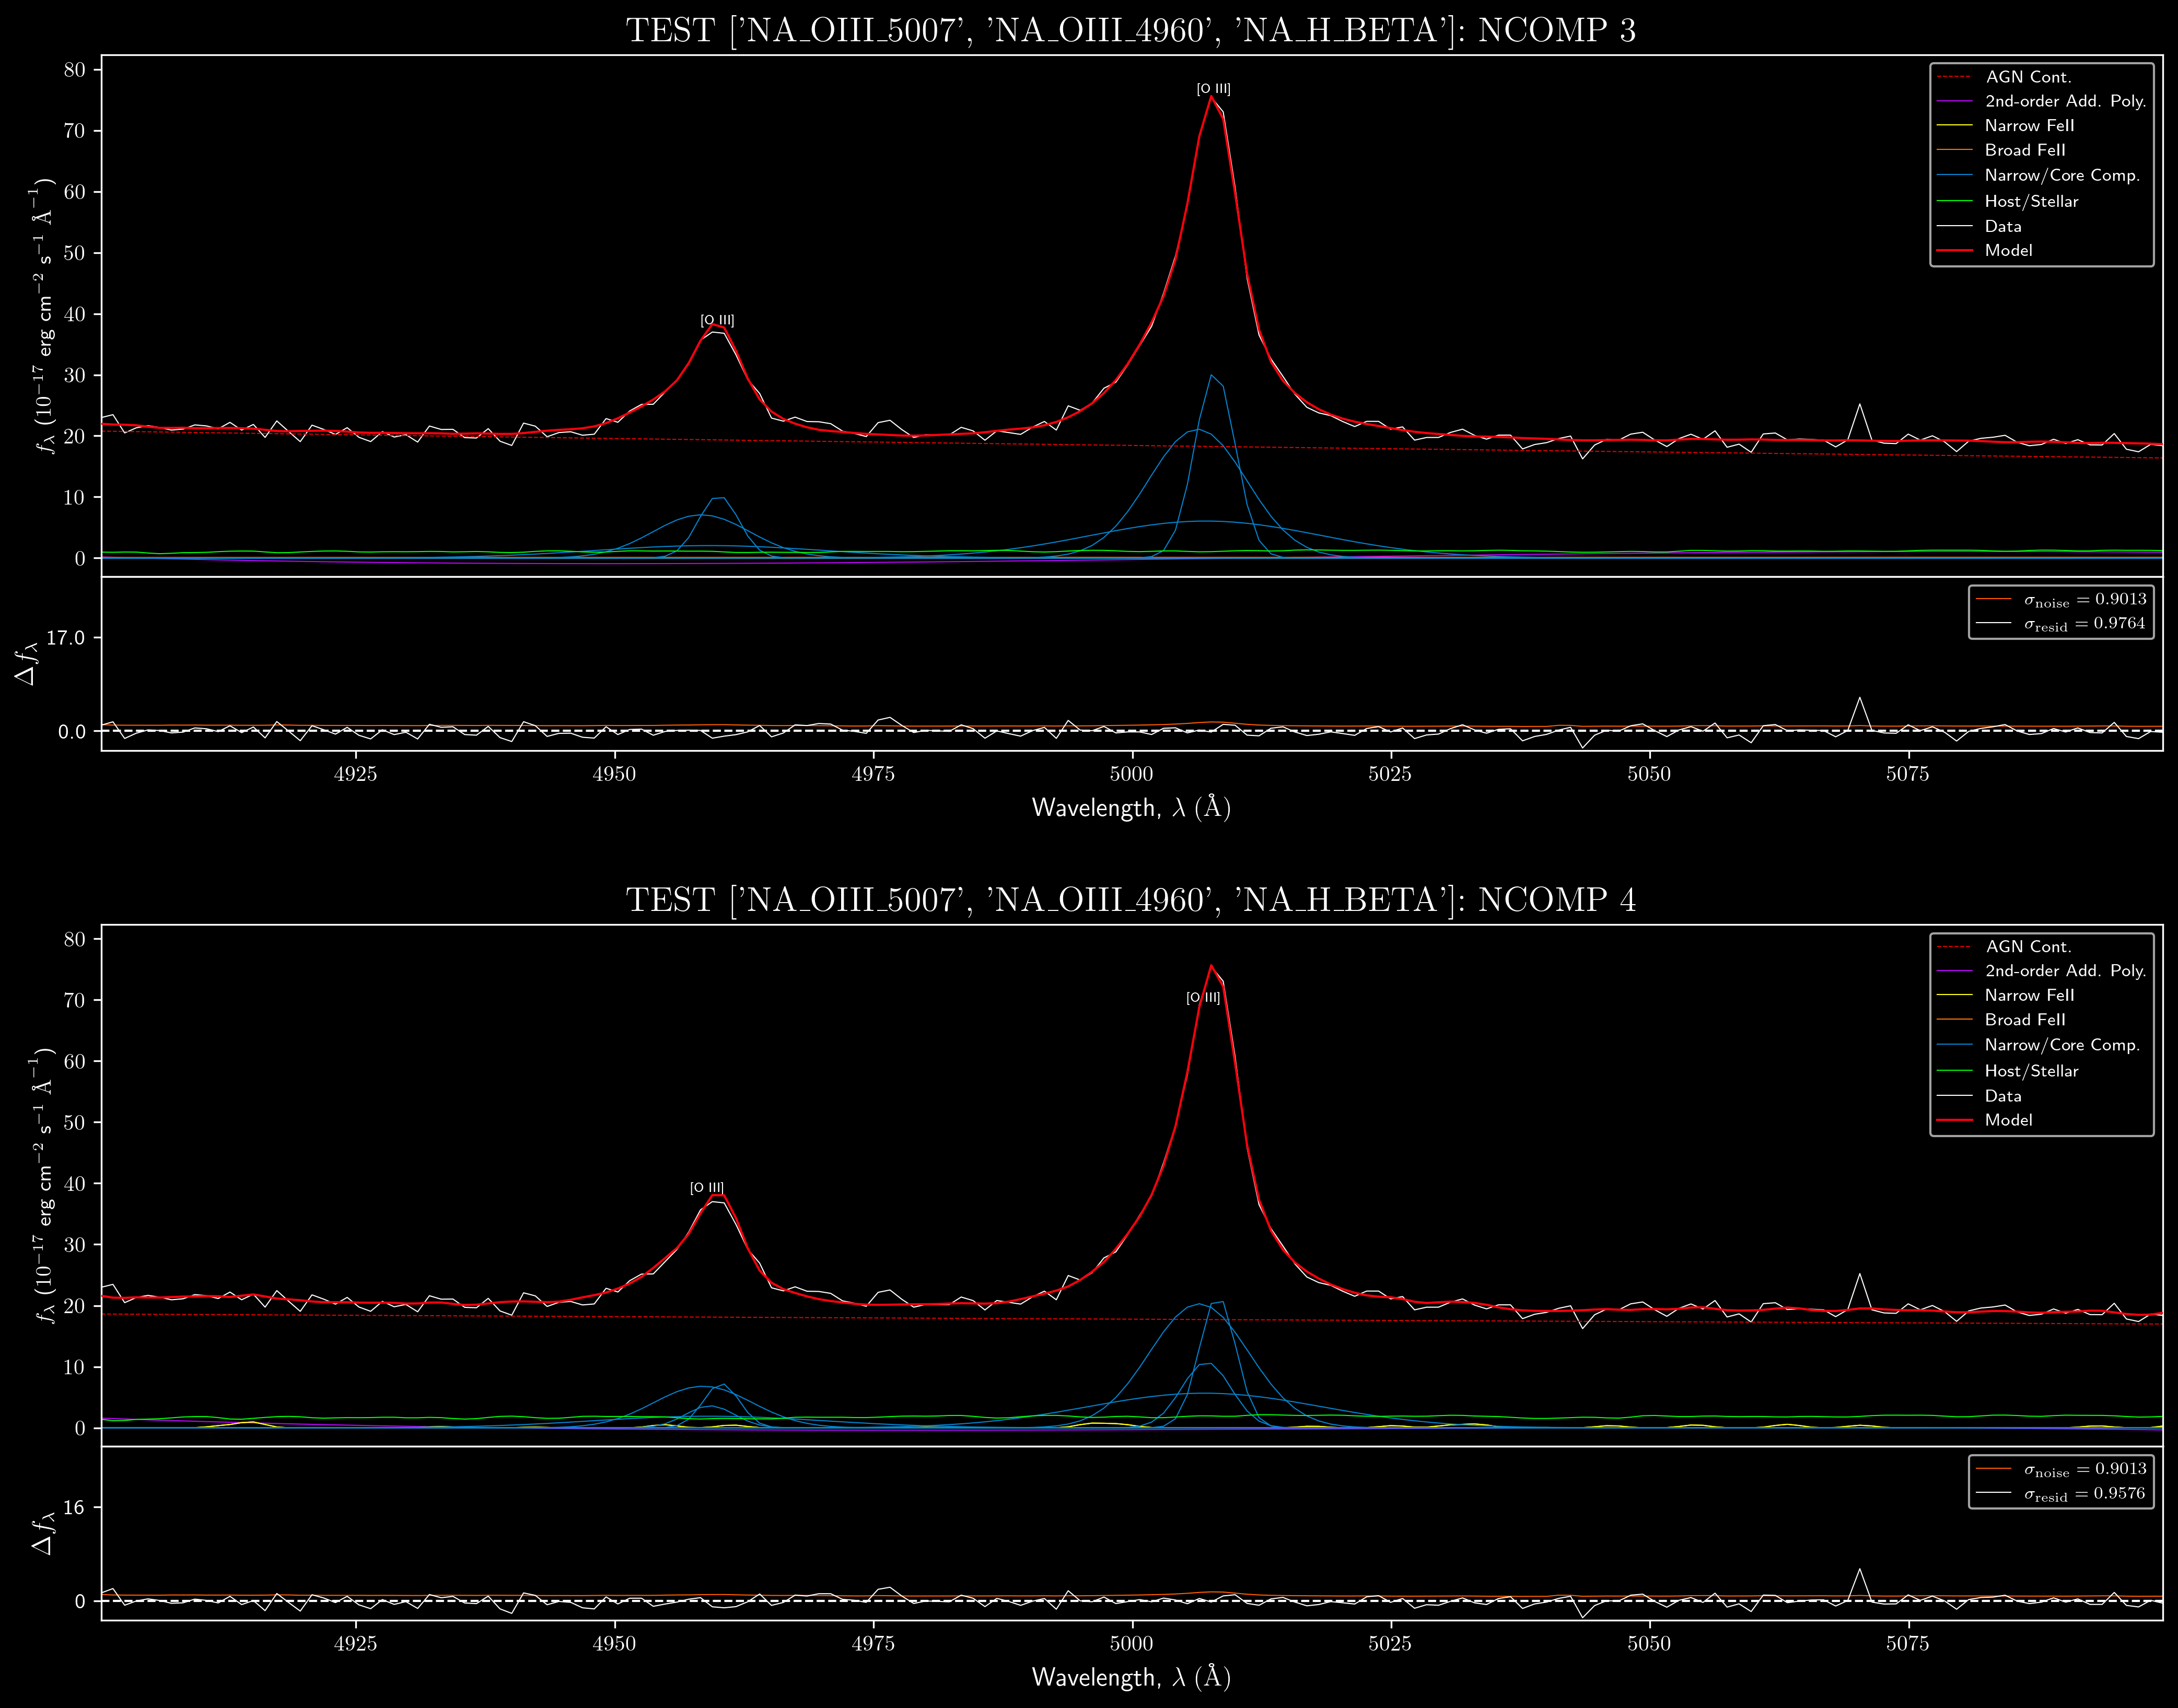 TEST ['NA_OIII_5007', 'NA_OIII_4960', 'NA_H_BETA']: NCOMP 3
80
70
60
50
40
30
20
10
0
fλ (10⁻¹⁷ erg cm⁻² s⁻¹ Å⁻¹)
[O III]
[O III]
AGN Cont.
2nd-order Add. Poly.
Narrow FeII
Broad FeII
Narrow/Core Comp.
Host/Stellar
Data
Model
17.0
0.0
Δfλ
σnoise = 0.9013
σresid = 0.9764
4925 4950 4975 5000 5025 5050 5075
Wavelength, λ (Å)
TEST ['NA_OIII_5007', 'NA_OIII_4960', 'NA_H_BETA']: NCOMP 4
80
70
60
50
40
30
20
10
0
fλ (10⁻¹⁷ erg cm⁻² s⁻¹ Å⁻¹)
[O III]
[O III]
AGN Cont.
2nd-order Add. Poly.
Narrow FeII
Broad FeII
Narrow/Core Comp.
Host/Stellar
Data
Model
16
0
Δfλ
σnoise = 0.9013
σresid = 0.9576
4925 4950 4975 5000 5025 5050 5075
Wavelength, λ (Å)